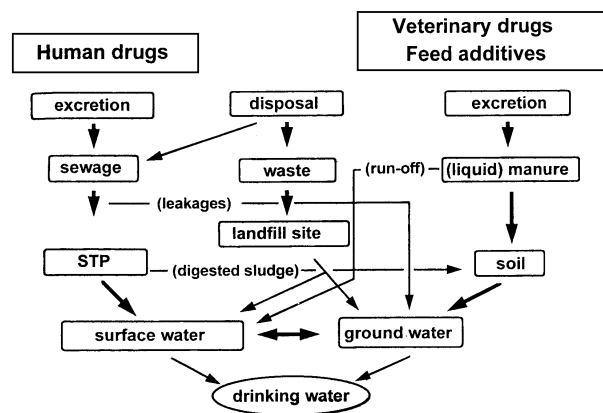 Human drugs
Veterinary drugs
Feed additives
excretion
disposal
excretion
sewage
waste
(run-off)
(liquid) manure
(leakages)
landfill site
STP
(digested sludge)
soil
surface water
ground water
drinking water